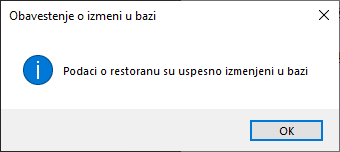 Obavestenje o izmeni u bazi
Podaci o restoranu su uspesno izmenjeni u bazi
OK